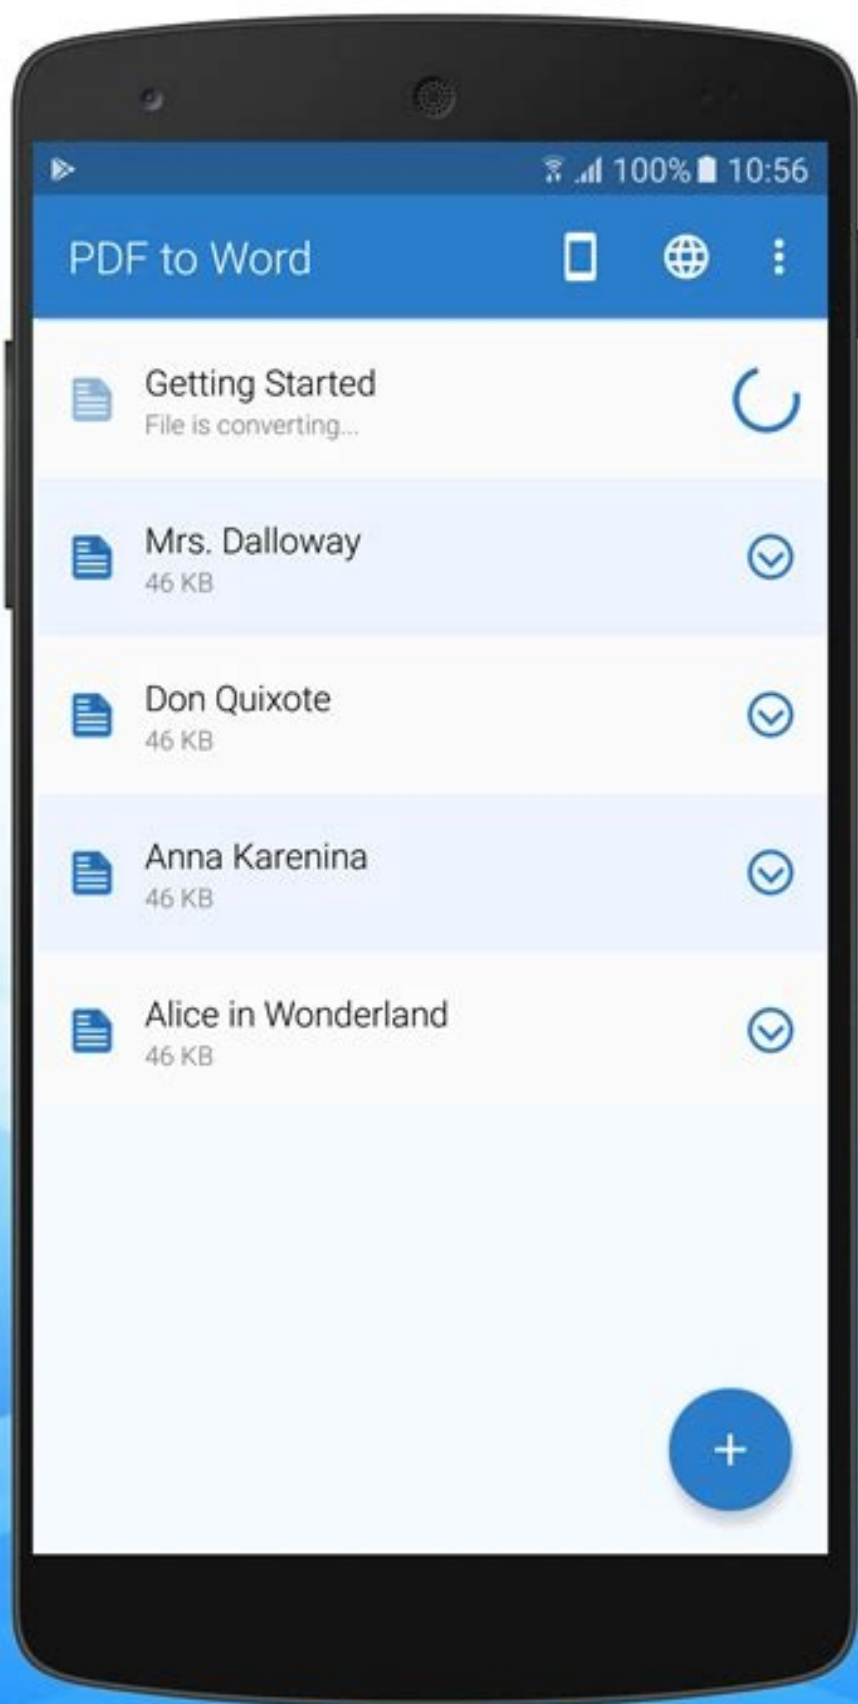 100% 10:56
PDF to Word
Getting Started
File is converting...
Mrs. Dalloway
46 KB
Don Quixote
46 KB
Anna Karenina
46 KB
Alice in Wonderland
46 KB
+